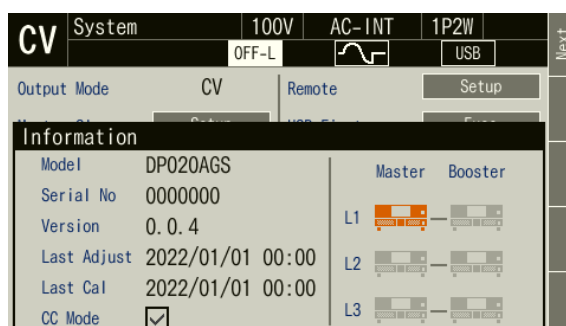 CV System 100V AC-INT 1P2W
OFF-L USB
Next
Output Mode CV Remote Setup
Information
Model DP020AGS
Serial No 0000000
Version 0.0.4
Last Adjust 2022/01/01 00:00
Last Cal 2022/01/01 00:00
CC Mode
Master Booster
L1
L2
L3